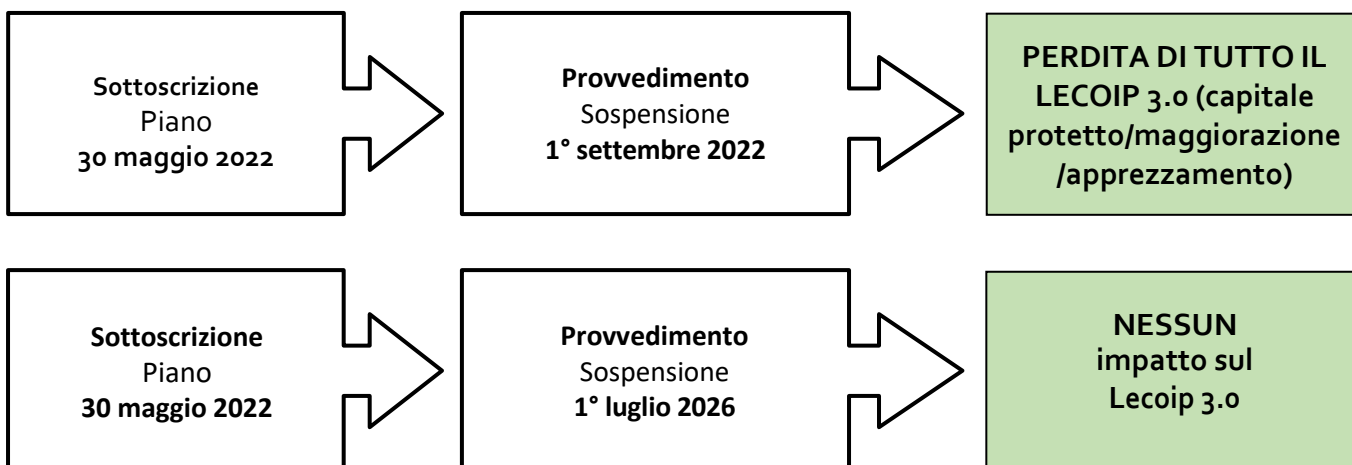 Sottoscrizione
Piano
30 maggio 2022
Provvedimento
Sospensione
1° settembre 2022
PERDITA DI TUTTO IL
LECOIP 3.0 (capitale
protetto/maggiorazione
/apprezzamento)
Sottoscrizione
Piano
30 maggio 2022
Provvedimento
Sospensione
1° luglio 2026
NESSUN
impatto sul
Lecoip 3.0